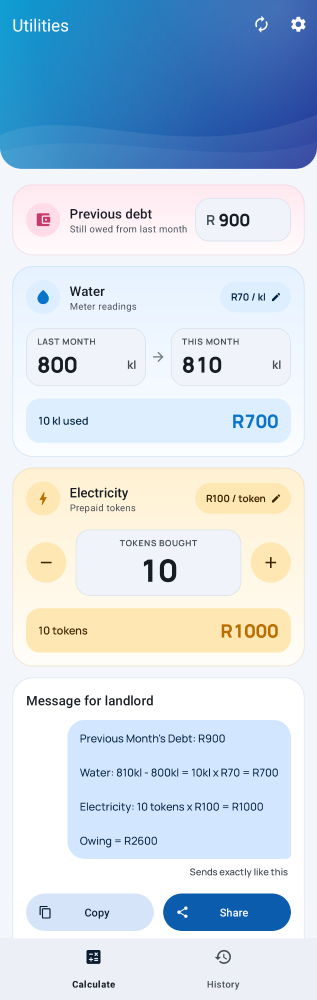 Utilities
Previous debt
Still owed from last month
R 900
Water
Meter readings
R70 / kl
LAST MONTH
800 kl
THIS MONTH
810 kl
10 kl used
R700
Electricity
Prepaid tokens
R100 / token
TOKENS BOUGHT
− 10 +
10 tokens
R1000
Message for landlord
Previous Month's Debt: R900
Water: 810kl - 800kl = 10kl x R70 = R700
Electricity: 10 tokens x R100 = R1000
Owing = R2600
Sends exactly like this
Copy
Share
Calculate
History